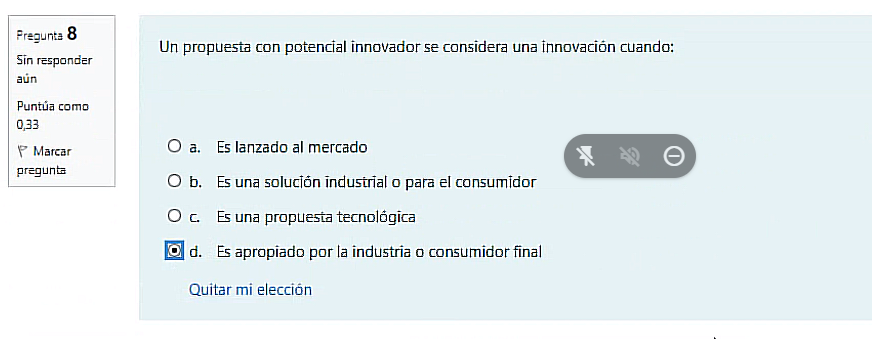 Pregunta 8
Sin responder
aún
Puntúa como
0,33
Marcar
pregunta
Un propuesta con potencial innovador se considera una innovación cuando:
a. Es lanzado al mercado
b. Es una solución industrial o para el consumidor
c. Es una propuesta tecnológica
d. Es apropiado por la industria o consumidor final
Quitar mi elección